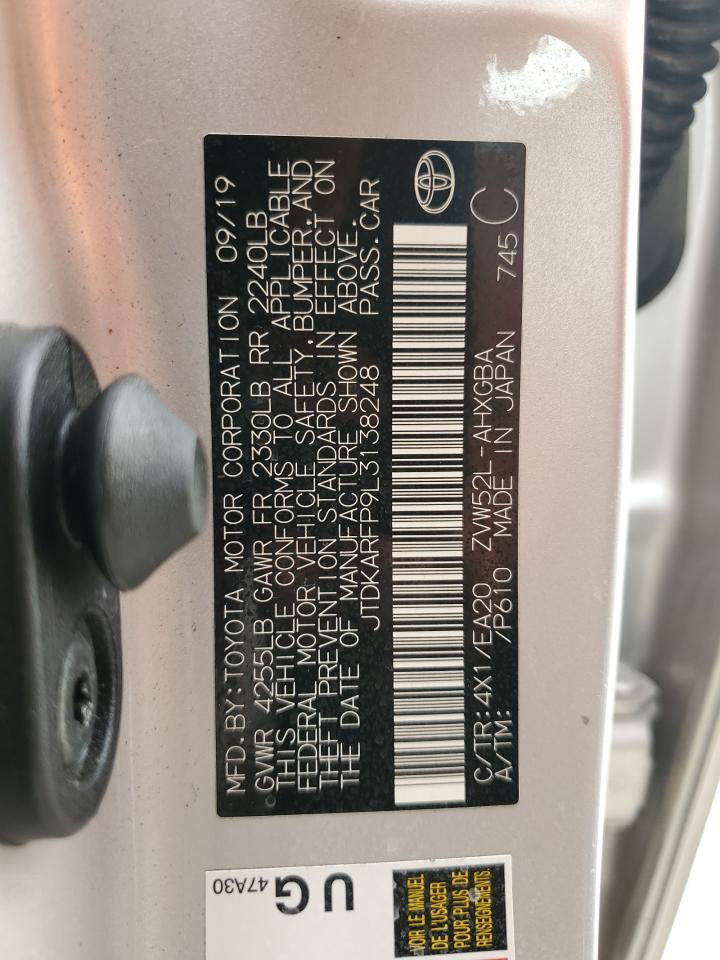 MFD.BY:TOYOTA MOTOR CORPORATION 09/19
GVWR 4255LB GAWR FR 2330LB RR 2240LB
THIS VEHICLE CONFORMS TO ALL APPLICABLE
FEDERAL MOTOR VEHICLE SAFETY,BUMPER,AND
THEFT PREVENTION STANDARDS IN EFFECT ON
THE DATE OF MANUFACTURE SHOWN ABOVE.
JTDKARFP9L3138248 PASS.CAR
C/TR:4X1/EA20 ZVW52L-AHXGBA 745 C
A/TM: /P610 MADE IN JAPAN
UG
47A30
VOIR LE MANUEL
DE L'USAGER
POUR PLUS DE
RENSEIGNEMENTS.